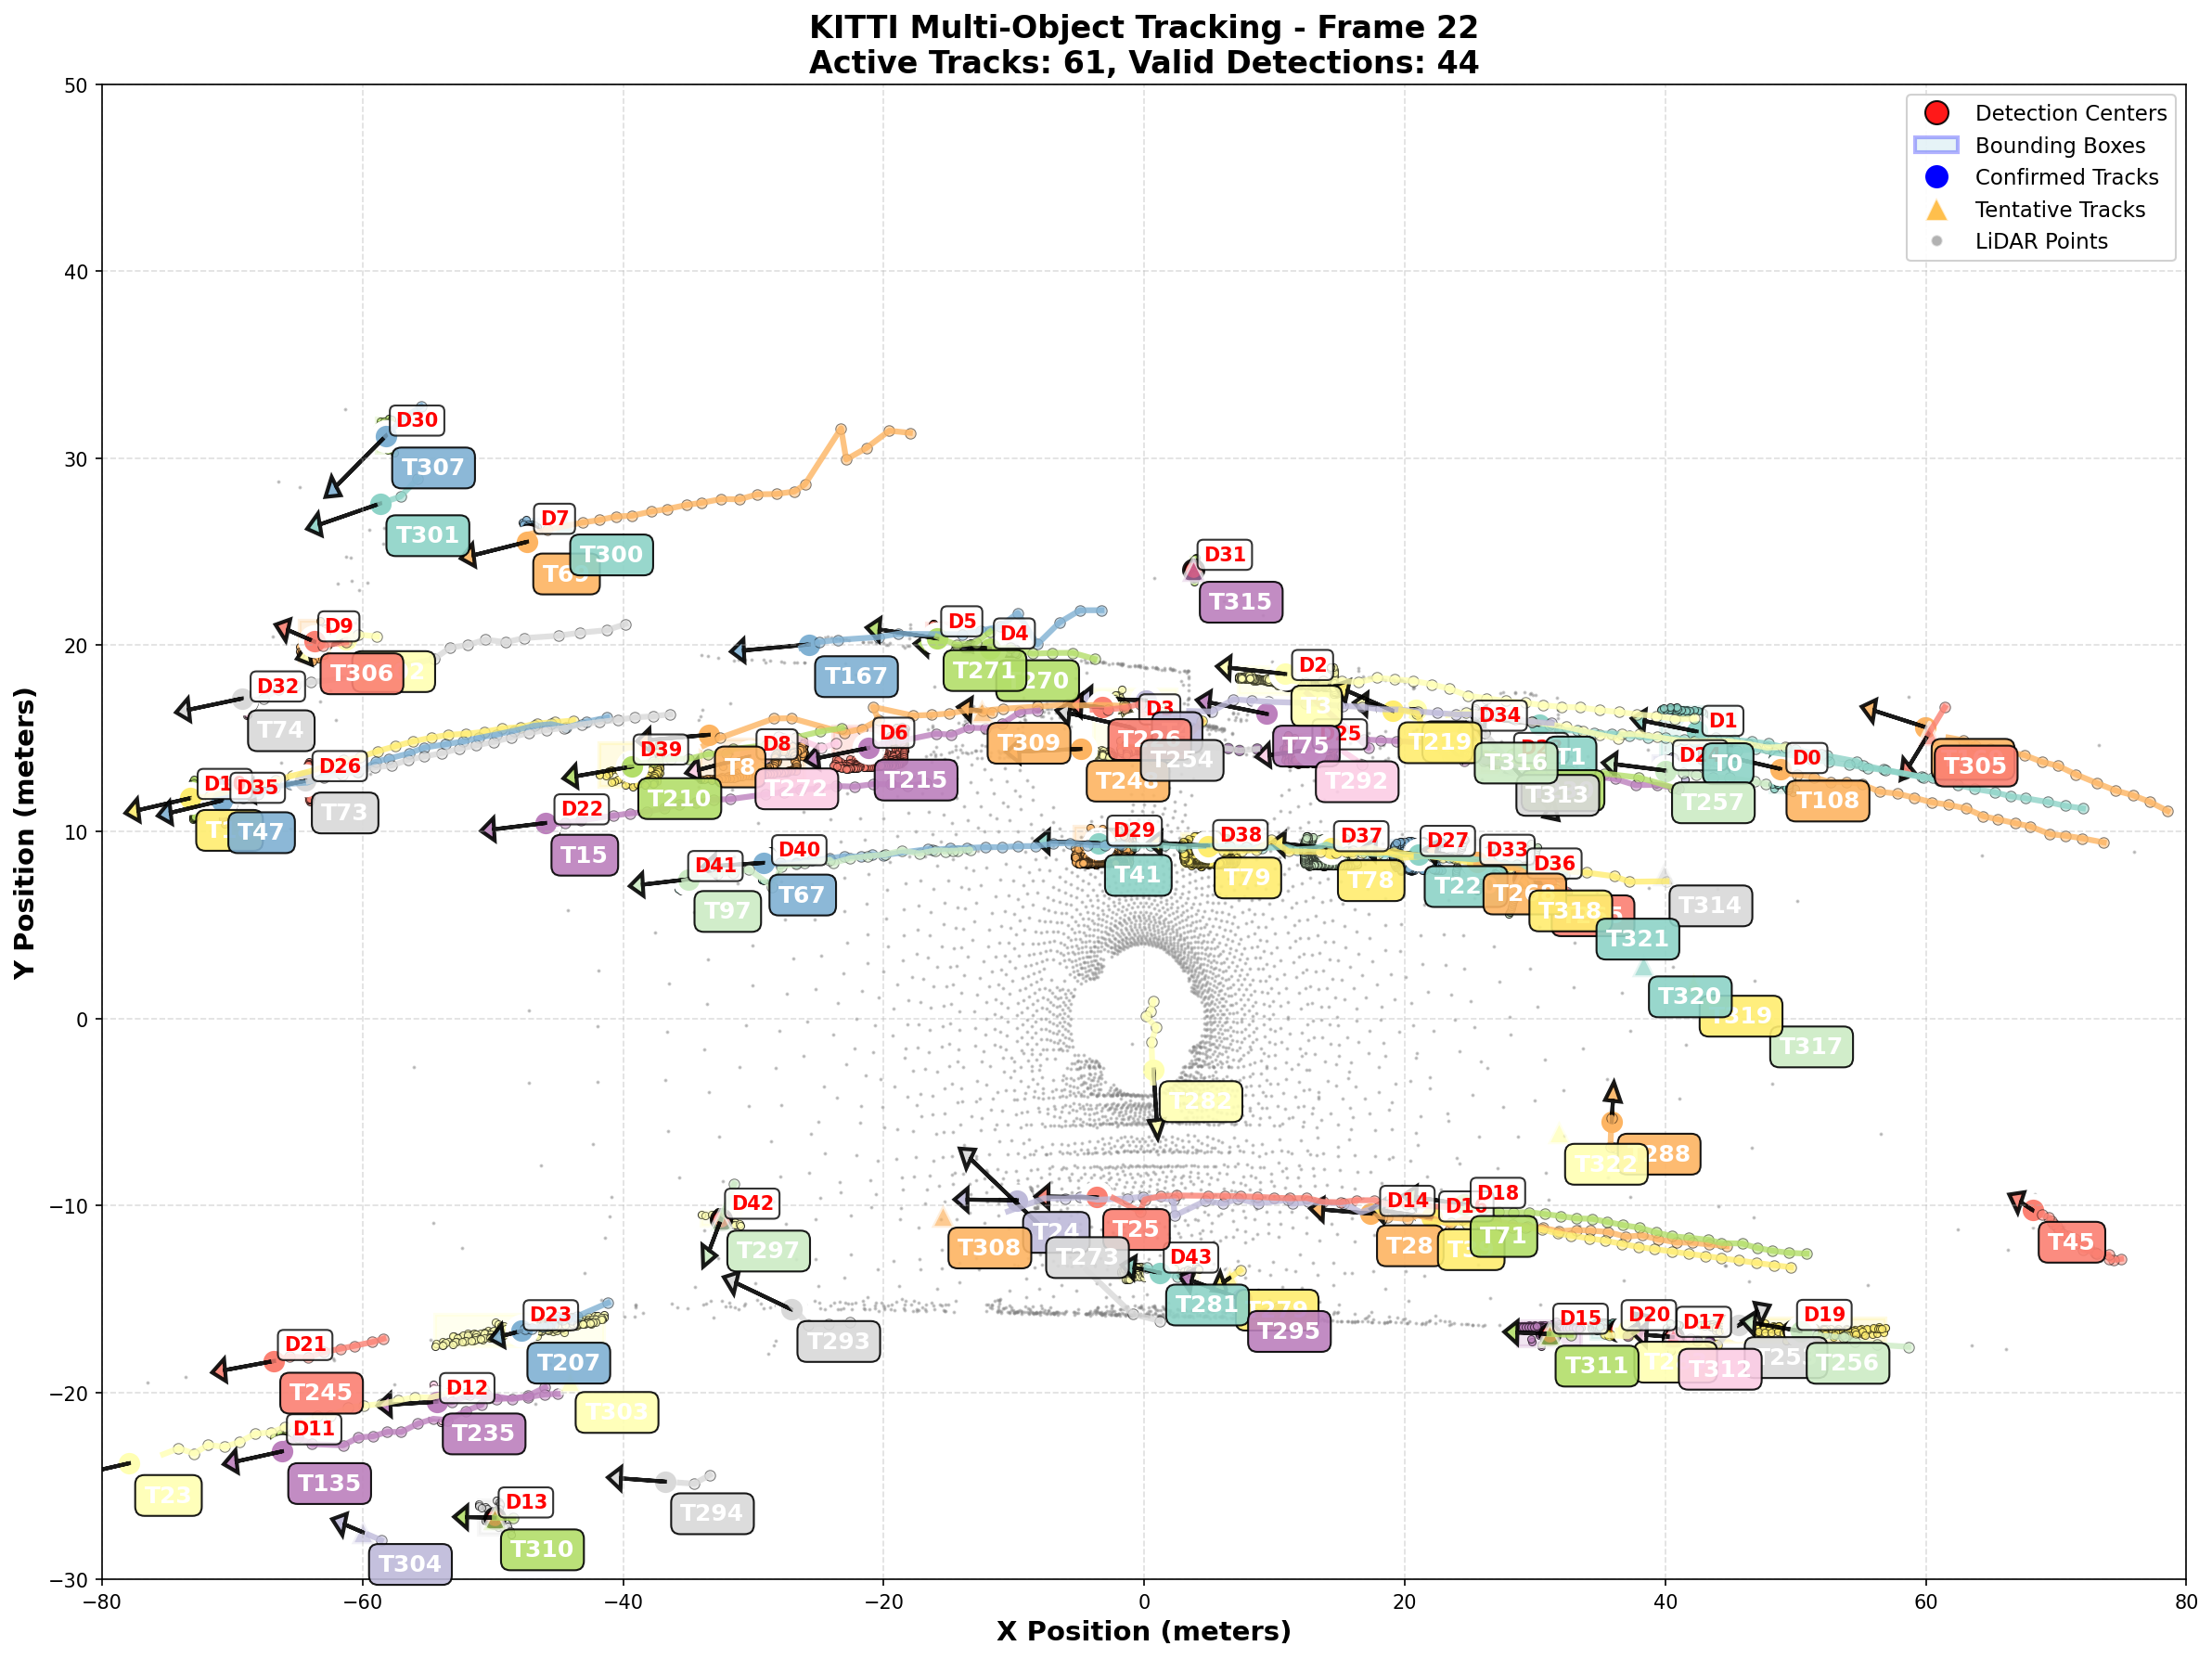 KITTI Multi-Object Tracking - Frame 22
Active Tracks: 61, Valid Detections: 44
Detection Centers
Bounding Boxes
Confirmed Tracks
Tentative Tracks
LiDAR Points
Y Position (meters)
50
40
30
20
10
0
−10
−20
−30
D30
T307
T301
D7
T300
D31
T315
D9
T306
D32
T74
D5
D4
T167
T271
270
D2
T3
D3
D34
D1
T226
T309
T254
T75
T219
T316
T1
T0
D0
T305
T292
T313
T257
T108
D39
D8
D6
T8
T210
T272
T215
D26
D35
T73
T47
D22
T15
D40
D41
T67
T97
D29
D38
D37
D27
D33
D36
T41
T79
T78
T318
T314
T321
T320
T317
T282
T322
288
D42
T297
T308
T24
T25
T273
D14
D18
T28
T71
T45
D43
T281
T295
T293
D23
D21
T207
T245
D12
T303
T235
D11
T135
T23
T294
D13
T310
T304
D15
D20
D17
D19
T311
T312
T256
−80
−60
−40
−20
0
20
40
60
80
X Position (meters)